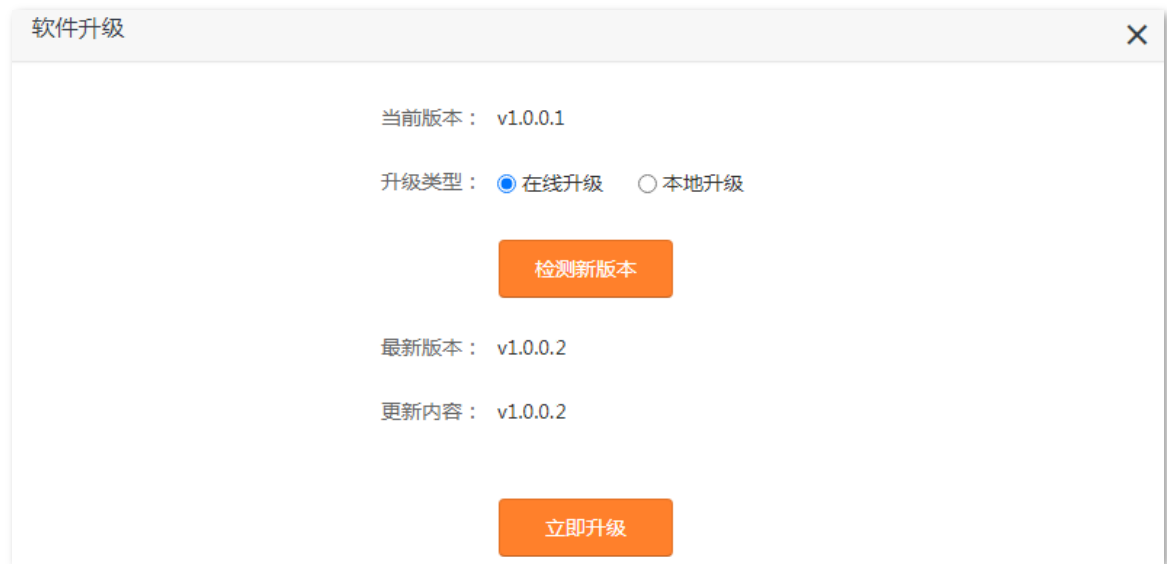 软件升级
当前版本： v1.0.0.1
升级类型： 在线升级 本地升级
检测新版本
最新版本： v1.0.0.2
更新内容： v1.0.0.2
立即升级